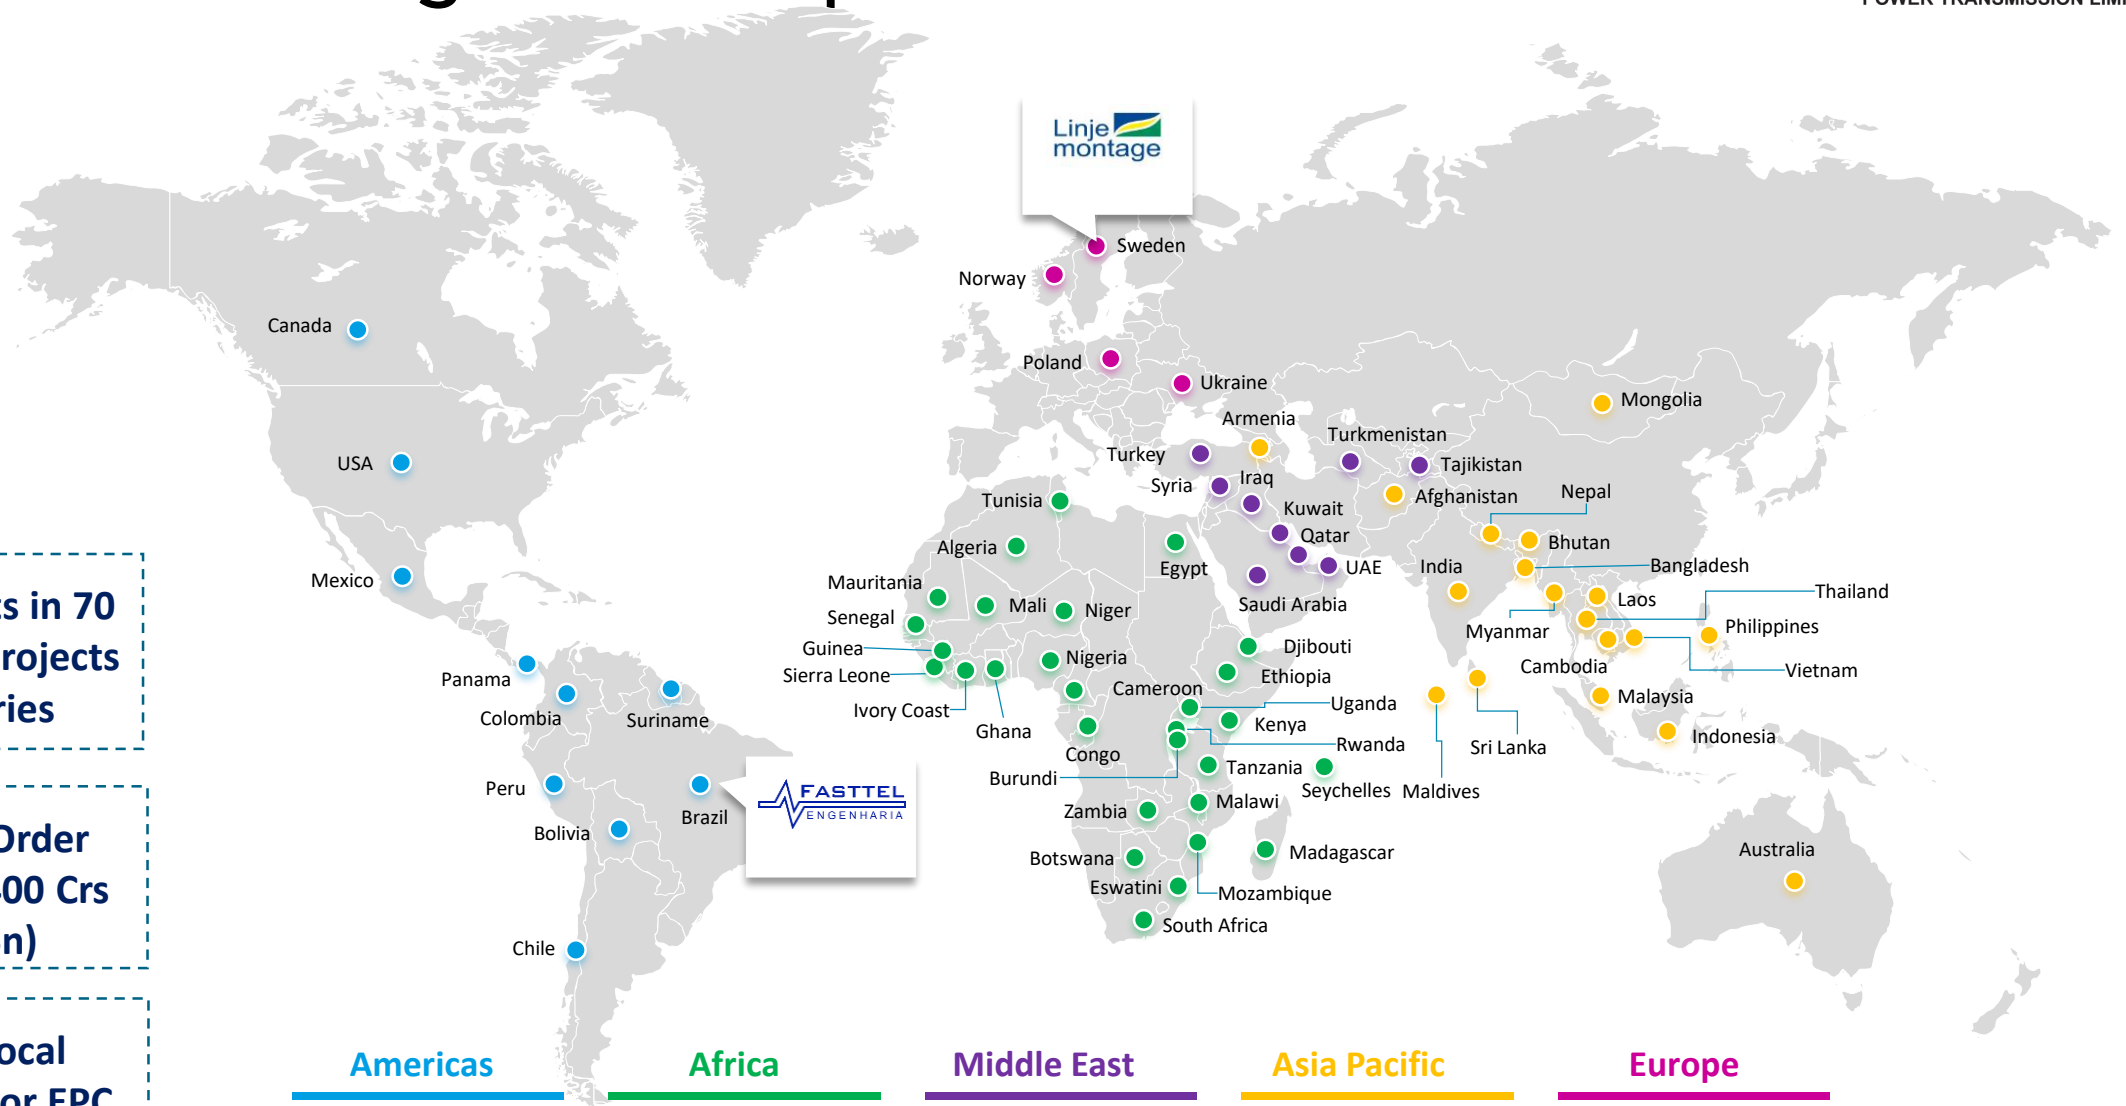 POWER TRANSMISSION
Linje
montage
Sweden
Norway
Canada
Poland
Ukraine
Mongolia
Armenia
Turkmenistan
Turkey
USA
Tajikistan
Syria
Iraq
Afghanistan
Nepal
Tunisia
Kuwait
Qatar
Algeria
Bhutan
Egypt
UAE
India
Bangladesh
Mexico
Mauritania
Thailand
Mali
Niger
Saudi Arabia
Laos
ts in 70
Senegal
Myanmar
Philippines
Guinea
Djibouti
rojects
Nigeria
Sierra Leone
Ethiopia
Cambodia
Vietnam
Panama
Cameroon
Malaysia
ries
Ivory Coast
Uganda
Colombia
Suriname
Ghana
Kenya
Indonesia
Rwanda
Sri Lanka
Congo
Burundi
Tanzania
Peru
Seychelles
Maldives
FASTTEL
ENGENHARIA
Malawi
Zambia
Brazil
Bolivia
Order
Australia
Botswana
Madagascar
00 Crs
Eswatini
Mozambique
South Africa
n)
Chile
ocal
Americas
Africa
Middle East
Asia Pacific
Europe
or EPC